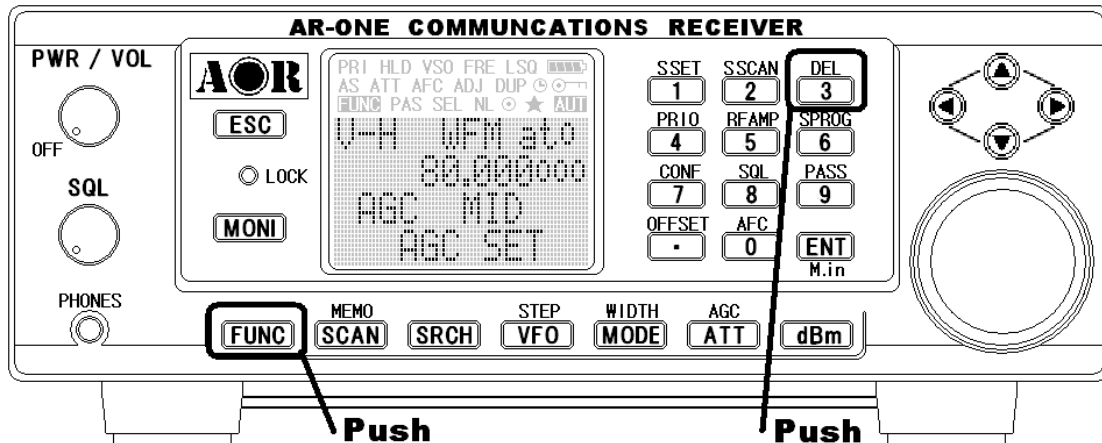 AR-ONE COMMUNCATIONS RECEIVER
PWR / VOL
OFF
SQL
PHONES
AOR
ESC
LOCK
MONI
PRI HLD VSO FRE LSQ
AS ATT AFC ADJ DUP
FUNC PAS SEL NL AUT
V-H WFM ato
80.000000
AGC MID
AGC SET
SSET SSCAN DEL
1 2 3
PRIO RFAMP SPROG
4 5 6
CONF SQL PASS
7 8 9
OFFSET AFC
. 0 ENT
M.in
MEMO STEP WIDTH AGC
FUNC SCAN SRCH VFO MODE ATT dBm
Push Push